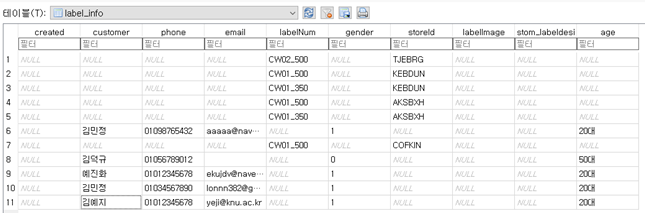 테이블(T): label_info
created customer phone email labelNum gender storeId labelImage stom_labeldesi age
필터 필터 필터 필터 필터 필터 필터 필터 필터 필터
1 NULL NULL NULL NULL CW02_500 NULL TJEBRG NULL NULL NULL
2 NULL NULL NULL NULL CW01_500 NULL KEBDUN NULL NULL NULL
3 NULL NULL NULL NULL CW01_350 NULL KEBDUN NULL NULL NULL
4 NULL NULL NULL NULL CW01_500 NULL AKSBXH NULL NULL NULL
5 NULL NULL NULL NULL CW01_350 NULL AKSBXH NULL NULL NULL
6 NULL 김민정 01098765432 aaaaa@nav··· NULL 1 NULL NULL NULL 20대
7 NULL NULL NULL NULL CW01_500 NULL COFKIN NULL NULL NULL
8 NULL 김덕규 01056789012 NULL 0 NULL NULL NULL 50대
9 NULL 예진화 01012345678 ekujdv@nave··· NULL 1 NULL NULL NULL 20대
10 NULL 김민정 01034567890 lonnn382@g··· NULL 1 NULL NULL NULL 20대
11 NULL 김예지 01012345678 yeji@knu.ac.kr NULL 1 NULL NULL NULL 20대